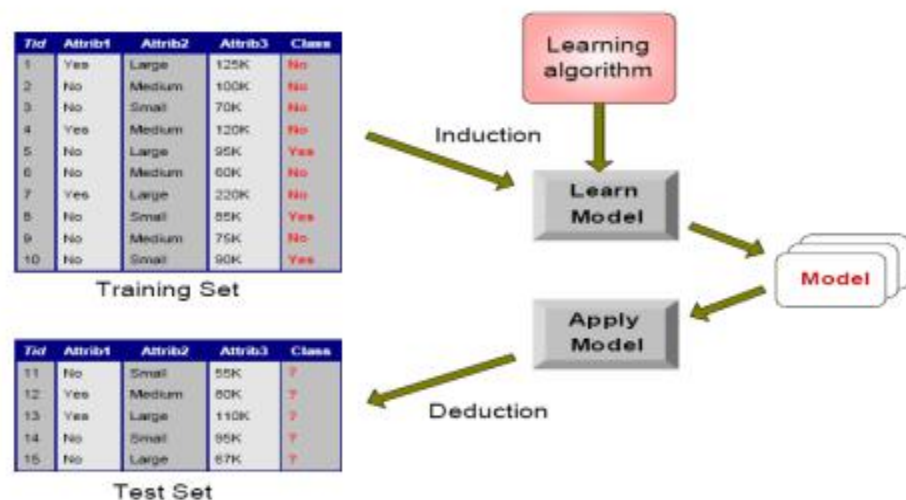 Tid Attrib1 Attrib2 Attrib3 Class
1 Yes Large 125K No
2 No Medium 100K No
3 No Small 70K No
4 Yes Medium 120K No
5 No Large 95K Yes
6 No Medium 60K No
7 Yes Large 220K No
8 No Small 85K Yes
9 No Medium 75K No
10 No Small 90K Yes
Training Set
Learning
algorithm
Induction
Learn
Model
Model
Apply
Model
Deduction
Tid Attrib1 Attrib2 Attrib3 Class
11 No Small 55K ?
12 Yes Medium 80K ?
13 Yes Large 110K ?
14 No Small 95K ?
15 No Large 67K ?
Test Set